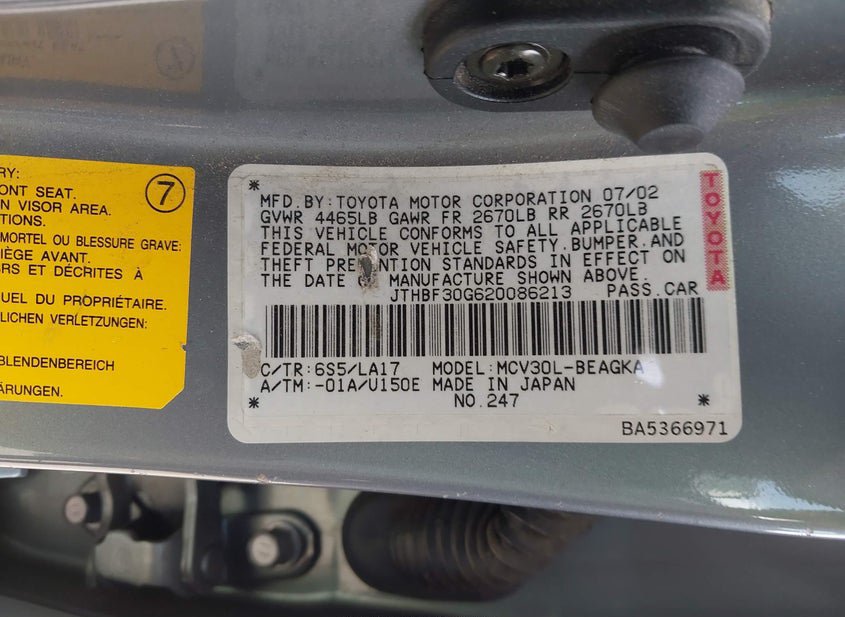 RY:
ONT SEAT.
N VISOR AREA.
CTIONS.
MORTEL OU BLESSURE GRAVE:
IÈGE AVANT.
RS ET DÉCRITES À
UEL DU PROPRIÉTAIRE.
LICHEN VERLETZUNGEN:
BLENDENBEREICH
ÄRUNGEN.
7
*
MFD.BY:TOYOTA MOTOR CORPORATION 07/02
GVWR 4465LB GAWR FR 2670LB RR 2670LB
THIS VEHICLE CONFORMS TO ALL APPLICABLE
FEDERAL MOTOR VEHICLE SAFETY.BUMPER.AND
THEFT PREVENTION STANDARDS IN EFFECT ON
THE DATE OF MANUFACTURE SHOWN ABOVE.
JTHBF30G620086213 PASS.CAR
C/TR:6S5/LA17 MODEL:MCV30L-BEAGKA
A/TM:-01A/U150E MADE IN JAPAN
* NO.247 *
BA5366971
TOYOTA